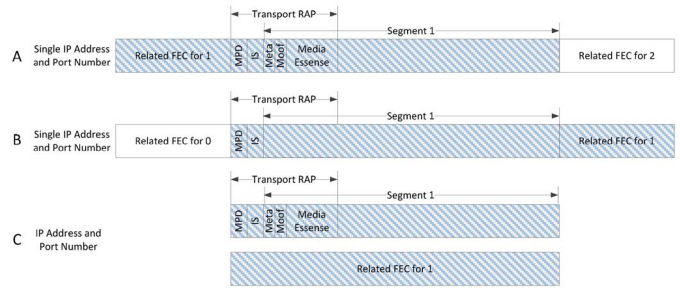 Transport RAP
Segment 1
A
Single IP Address
and Port Number
Related FEC for 1
MPD
IS
Meta
Moof
Media
Essense
Related FEC for 2
Transport RAP
Segment 1
B
Single IP Address
and Port Number
Related FEC for 0
MPD
IS
Related FEC for 1
Transport RAP
Segment 1
C
IP Address and
Port Number
MPD
IS
Meta
Moof
Media
Essense
Related FEC for 1